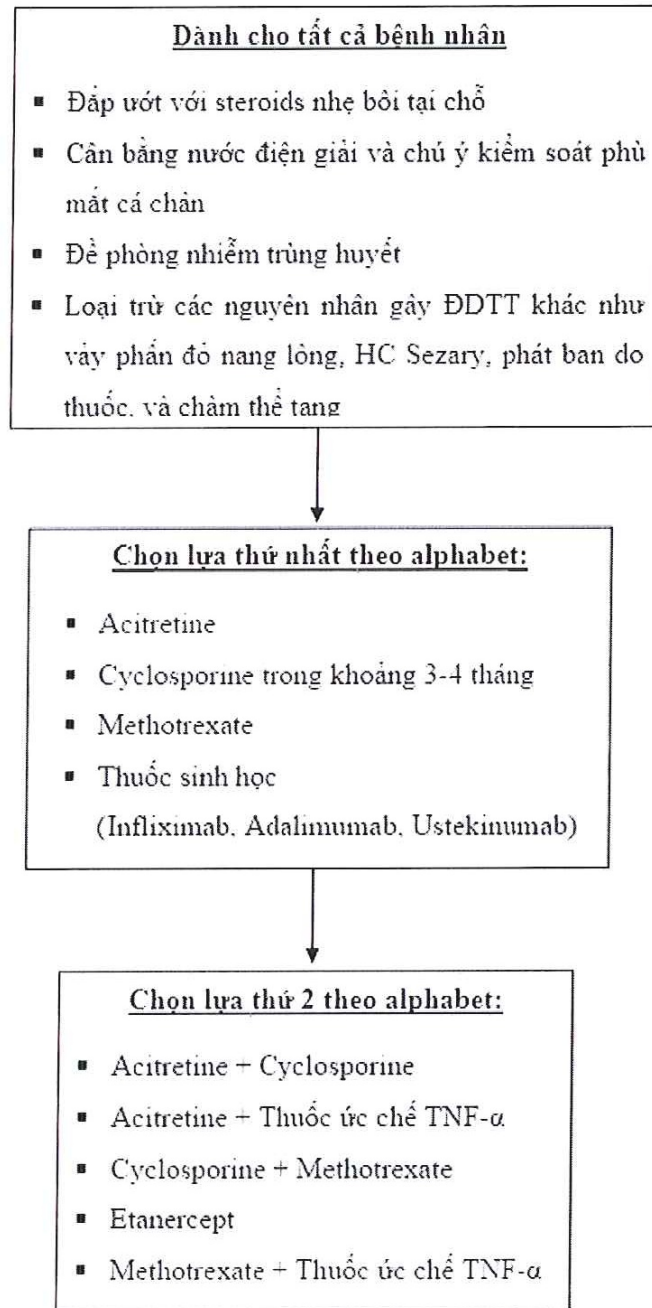 Dành cho tất cả bệnh nhân
▪ Đắp ướt với steroids nhẹ bôi tại chỗ
▪ Cân bằng nước điện giải và chú ý kiểm soát phù
mắt cá chân
▪ Đề phòng nhiễm trùng huyết
▪ Loại trừ các nguyên nhân gây ĐDTT khác như
vảy phấn đỏ nang lông, HC Sezary, phát ban do
thuốc. và chàm thể tạng
Chọn lựa thứ nhất theo alphabet:
▪ Acitretine
▪ Cyclosporine trong khoảng 3-4 tháng
▪ Methotrexate
▪ Thuốc sinh học
(Infliximab, Adalimumab, Ustekinumab)
Chọn lựa thứ 2 theo alphabet:
▪ Acitretine + Cyclosporine
▪ Acitretine + Thuốc ức chế TNF-α
▪ Cyclosporine + Methotrexate
▪ Etanercept
▪ Methotrexate + Thuốc ức chế TNF-α